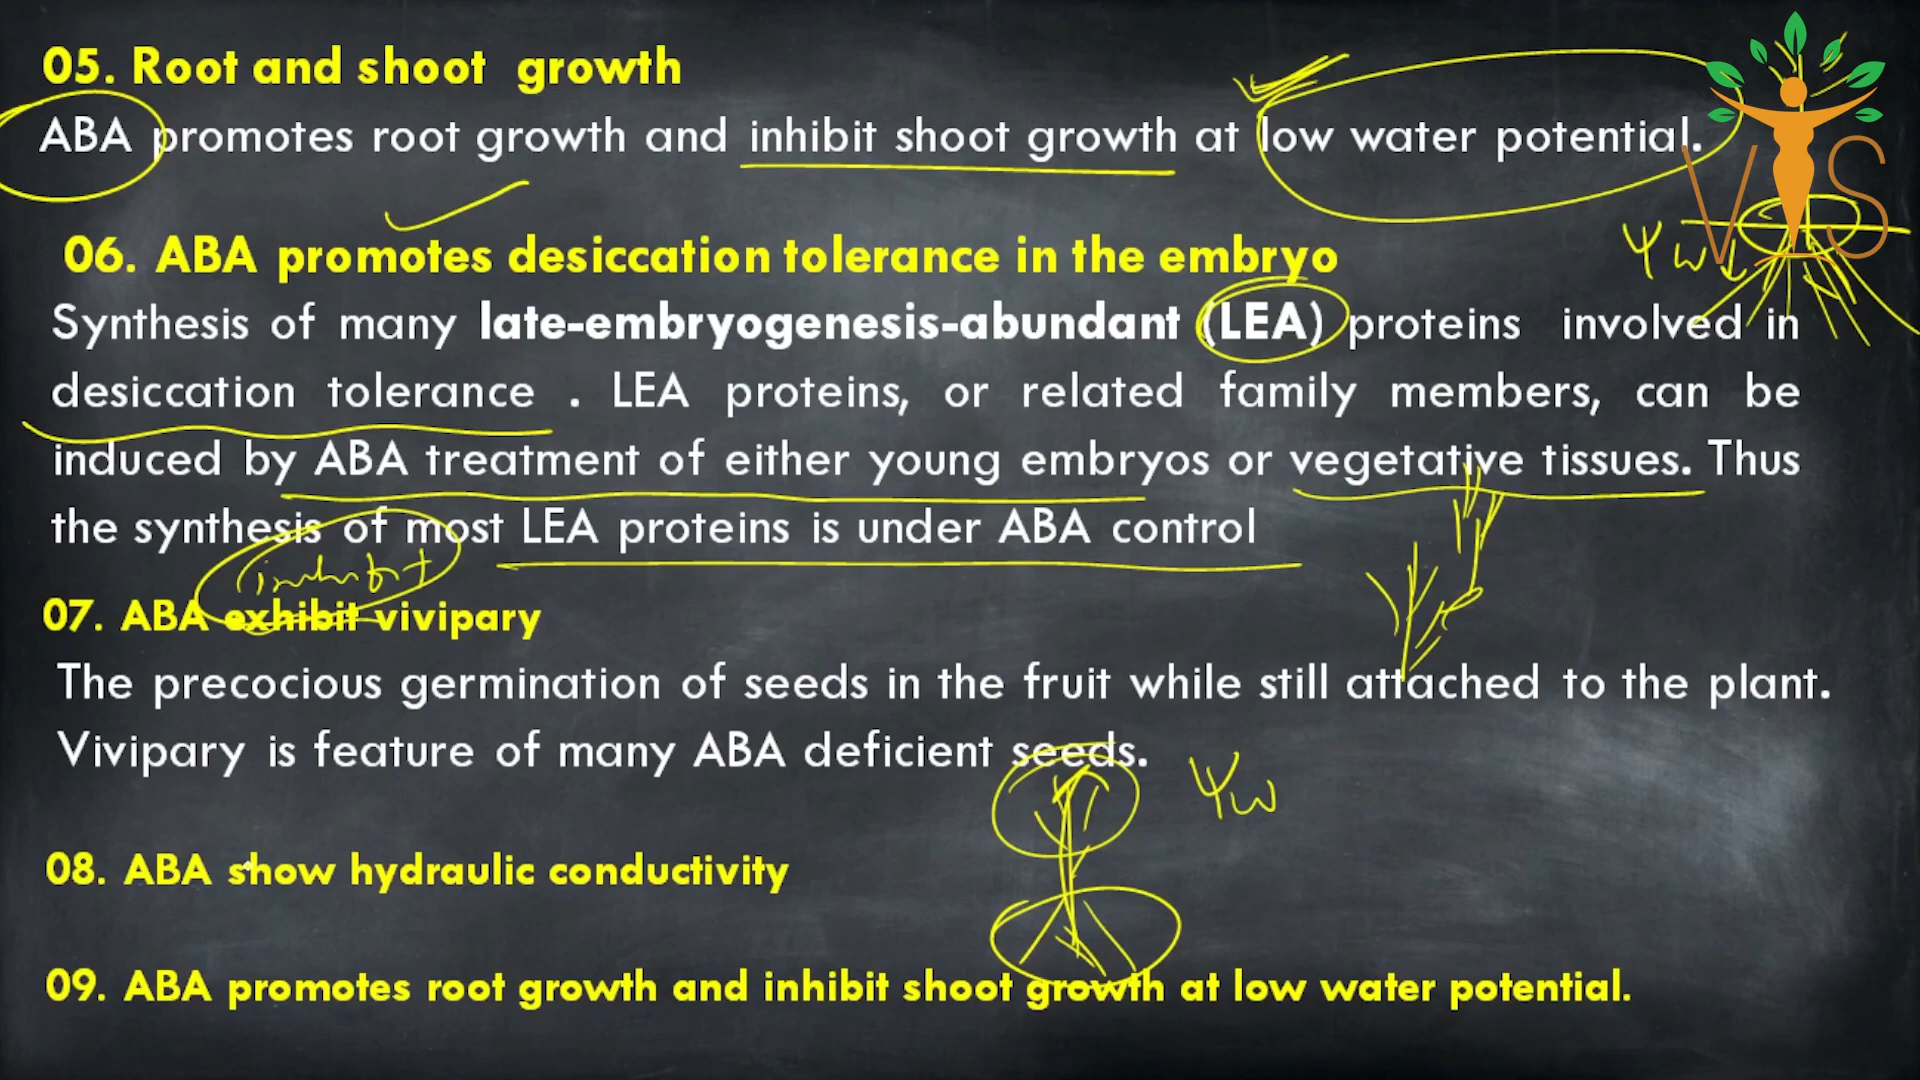 05. Root and shoot growth
ABA promotes root growth and inhibit shoot growth at low water potential.
VIS
Ψw↓
06. ABA promotes desiccation tolerance in the embryo
Synthesis of many late-embryogenesis-abundant (LEA) proteins involved in
desiccation tolerance . LEA proteins, or related family members, can be
induced by ABA treatment of either young embryos or vegetative tissues. Thus
the synthesis of most LEA proteins is under ABA control
inhibit
07. ABA exhibit vivipary
The precocious germination of seeds in the fruit while still attached to the plant.
Vivipary is feature of many ABA deficient seeds.
Ψw
08. ABA show hydraulic conductivity
09. ABA promotes root growth and inhibit shoot growth at low water potential.